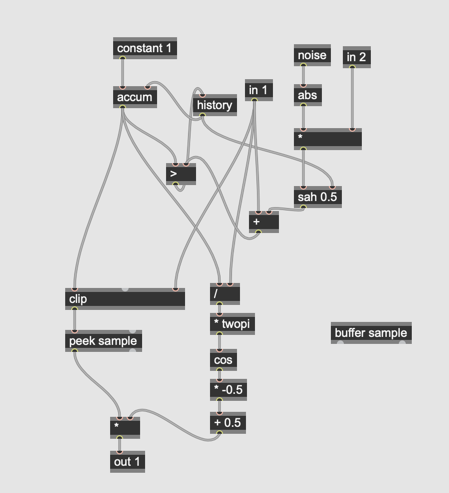 constant 1
noise
in 2
accum
history
in 1
abs
>
*
sah 0.5
+
clip
/
peek sample
* twopi
buffer sample
cos
* -0.5
*
+ 0.5
out 1